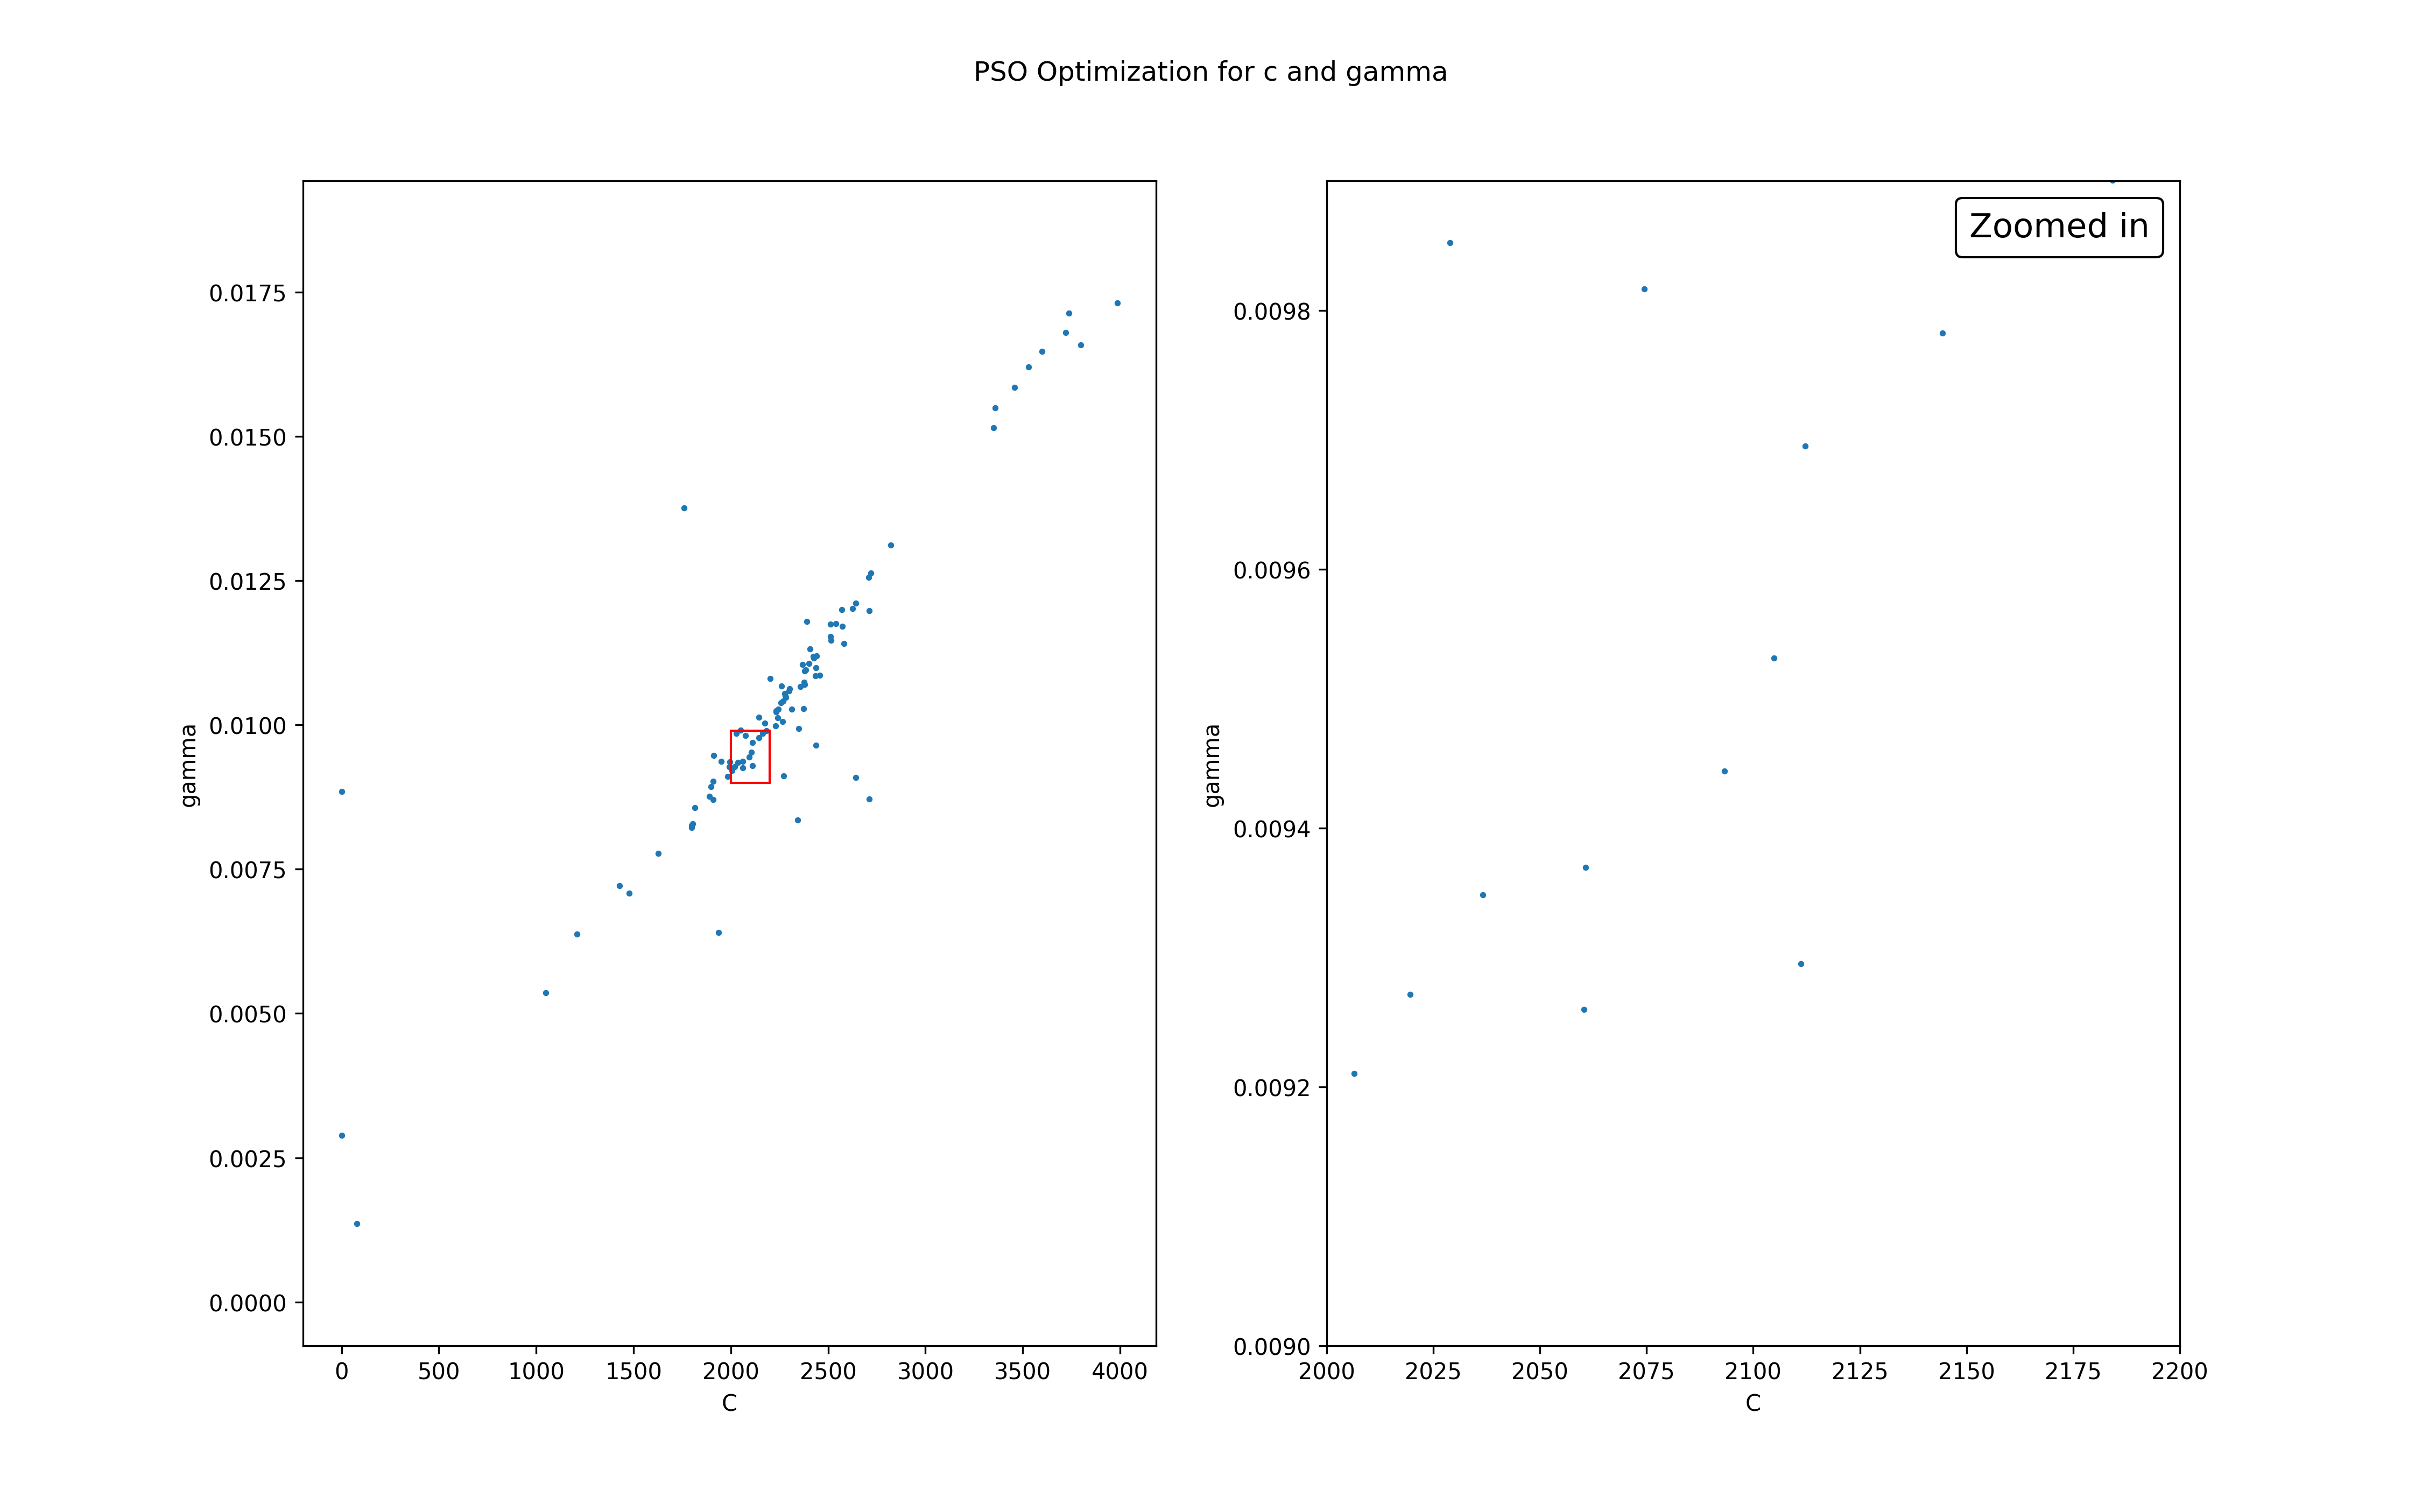 PSO Optimization for c and gamma
gamma
0.0175
0.0150
0.0125
0.0100
0.0075
0.0050
0.0025
0.0000
0 500 1000 1500 2000 2500 3000 3500 4000
C
Zoomed in
gamma
0.0098
0.0096
0.0094
0.0092
0.0090
2000 2025 2050 2075 2100 2125 2150 2175 2200
C